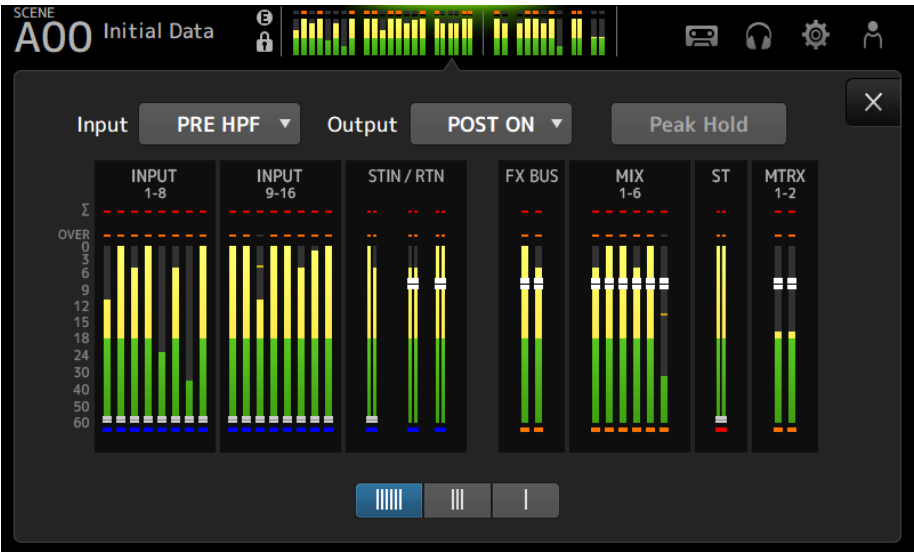 SCENE
A00 Initial Data E
Input PRE HPF Output POST ON Peak Hold
INPUT INPUT STIN / RTN FX BUS MIX ST MTRX
1-8 9-16 1-6 1-2
Σ
OVER
0
3
6
9
12
15
18
24
30
40
50
60